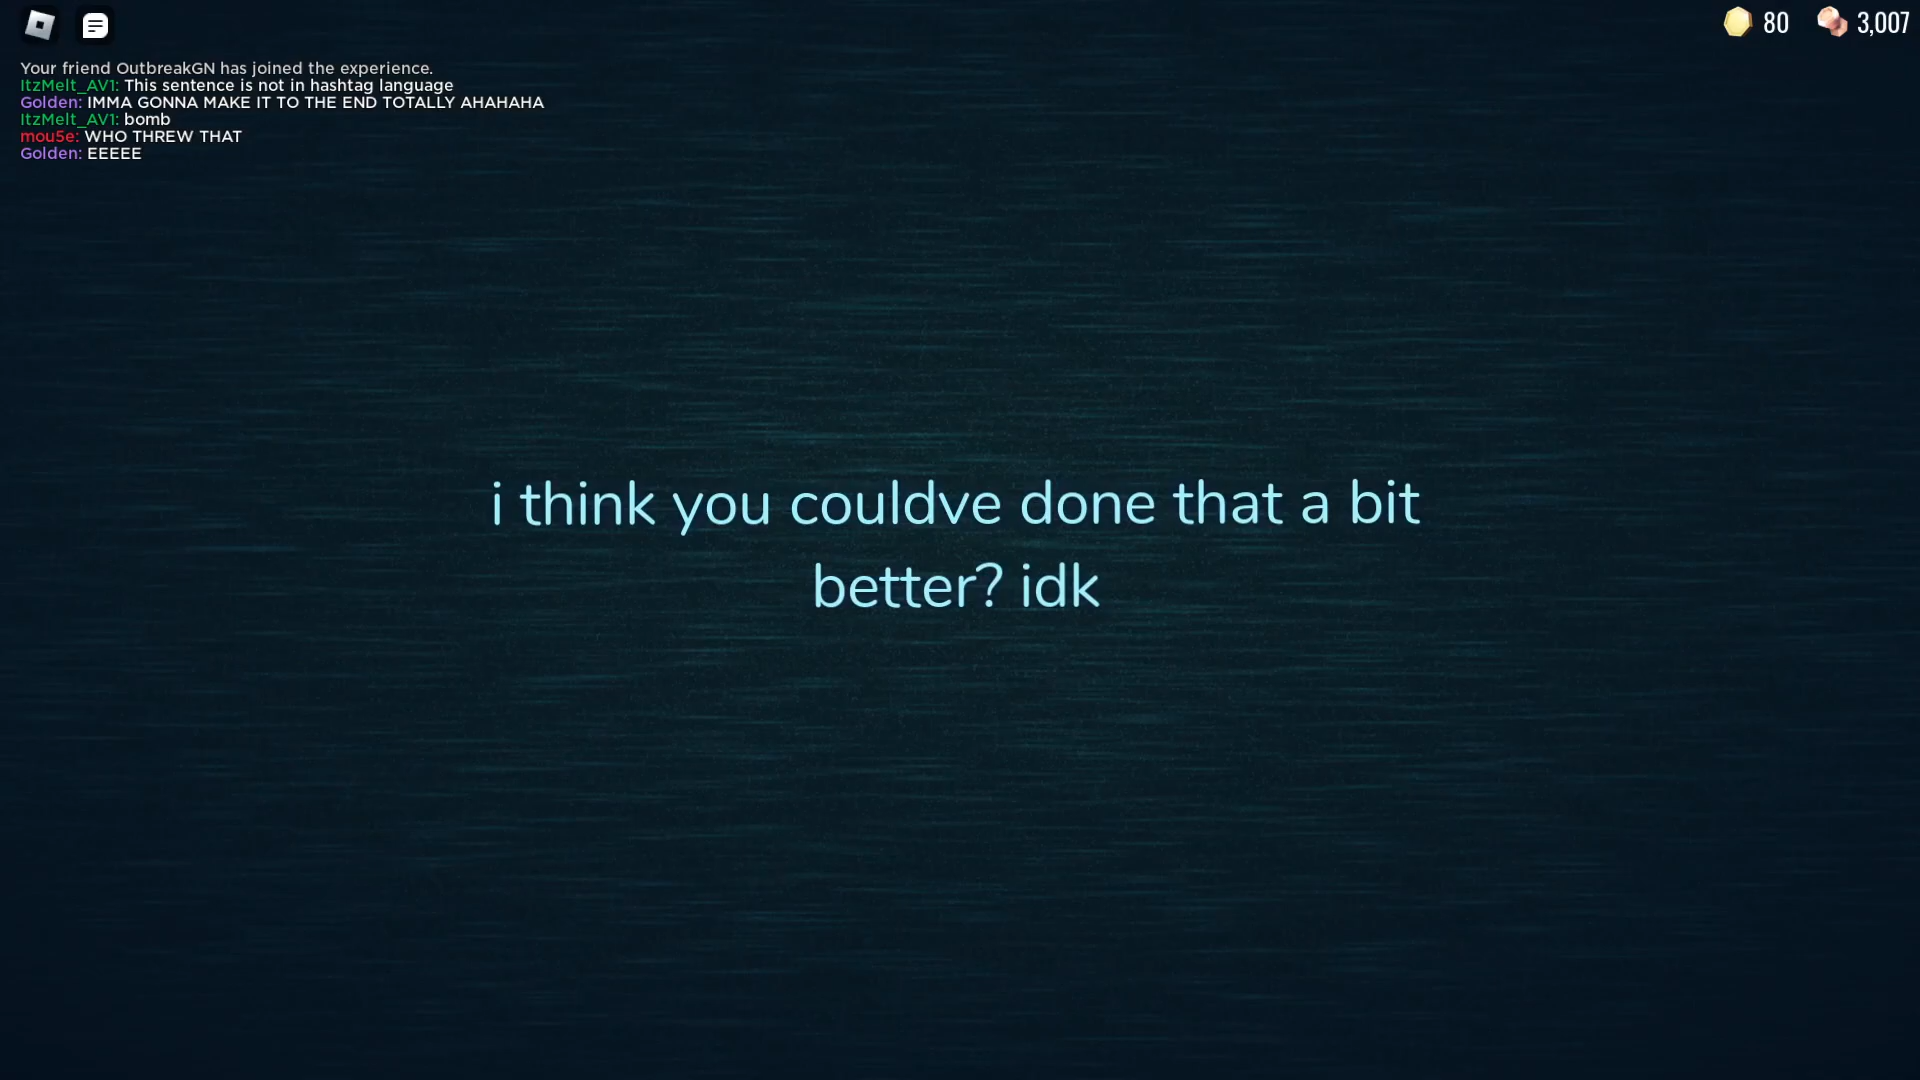 80 3,007
Your friend OutbreakGN has joined the experience.
ItzMelt_AV1: This sentence is not in hashtag language
Golden: IMMA GONNA MAKE IT TO THE END TOTALLY AHAHAHA
ItzMelt_AV1: bomb
mou5e: WHO THREW THAT
Golden: EEEEE
i think you couldve done that a bit
better? idk